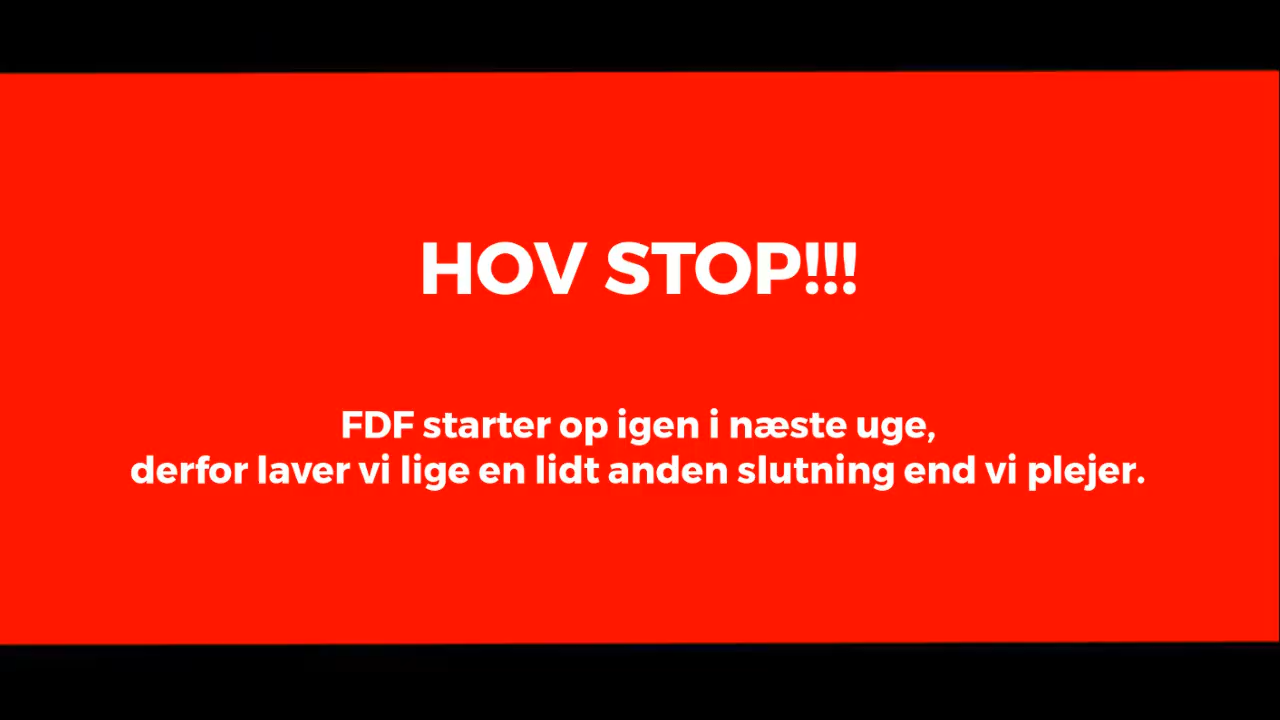 HOV STOP!!!
FDF starter op igen i næste uge,
derfor laver vi lige en lidt anden slutning end vi plejer.